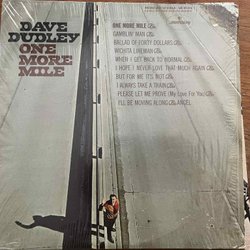 DAVE
DUDLEY
ONE
MORE
MILE
ONE MORE MILE
GAMBLIN' MAN
BALLAD OF FORTY DOLLARS
WICHITA LINEMAN
WHEN I GET BACK TO NORMAL
I HOPE I NEVER LOVE THAT MUCH AGAIN
BUT FOR ME IT'S NOT
I ALWAYS TAKE A TRAIN
PLEASE LET ME PROVE (My Love For You)
I'LL BE MOVING ALONG ANGEL